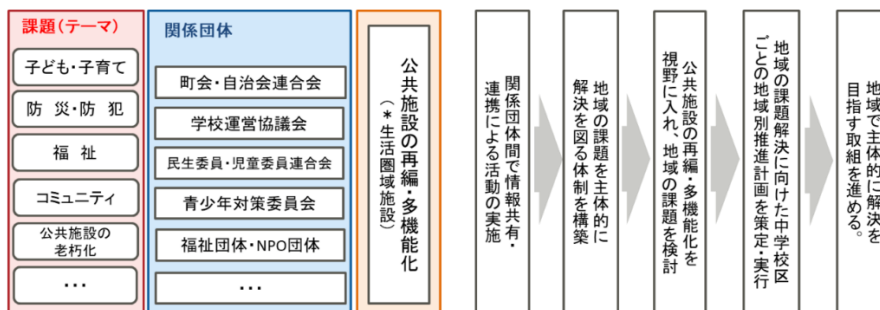 課題（テーマ）
子ども・子育て
防 災・防 犯
福 祉
コミュニティ
公共施設の
老朽化
・・・
関係団体
町会・自治会連合会
学校運営協議会
民生委員・児童委員連合会
青少年対策委員会
福祉団体・NPO団体
・・・
公共施設の再編・多機能化
（＊生活圏域施設）
関係団体間で情報共有・
連携による活動の実施
地域の課題を主体的に
解決を図る体制を構築
公共施設の再編・多機能化を
視野に入れ、地域の課題を検討
地域の課題解決に向けた中学校区
ごとの地域別推進計画を策定・実行
地域で主体的に解決を
目指す取組を進める。